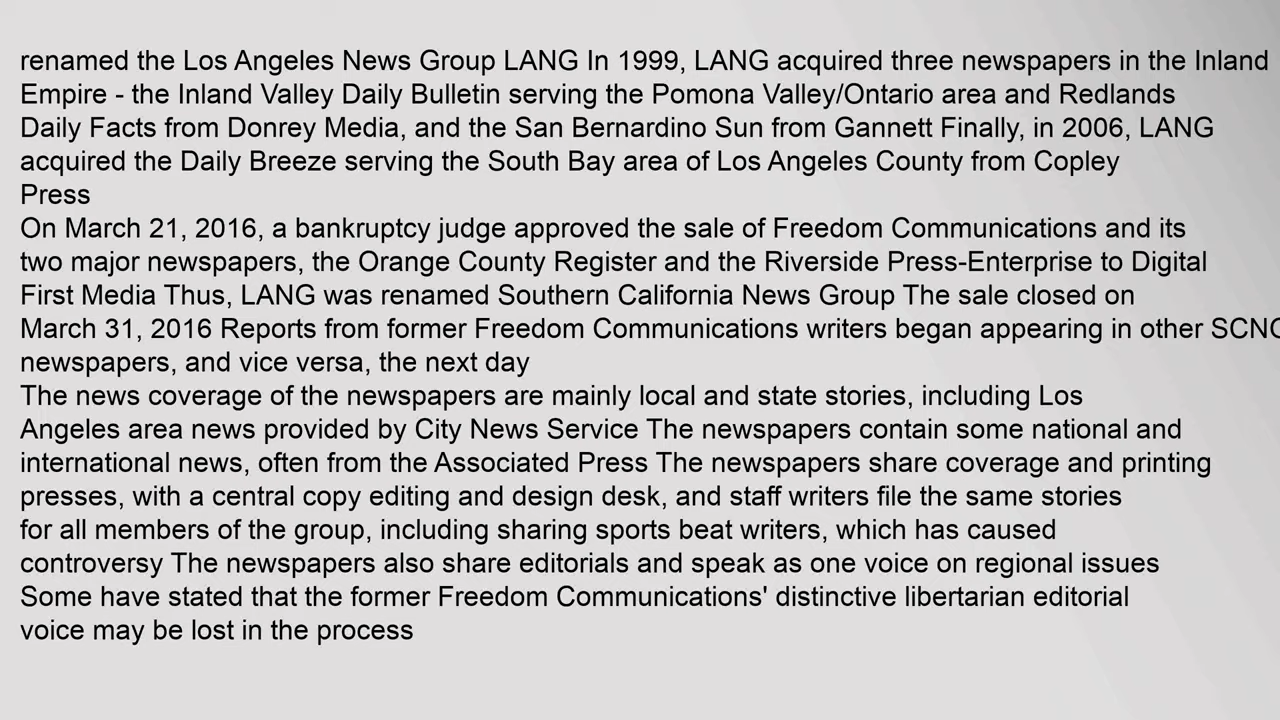 renamed the Los Angeles News Group LANG In 1999, LANG acquired three newspapers in the Inland
Empire - the Inland Valley Daily Bulletin serving the Pomona Valley/Ontario area and Redlands
Daily Facts from Donrey Media, and the San Bernardino Sun from Gannett Finally, in 2006, LANG
acquired the Daily Breeze serving the South Bay area of Los Angeles County from Copley
Press
On March 21, 2016, a bankruptcy judge approved the sale of Freedom Communications and its
two major newspapers, the Orange County Register and the Riverside Press-Enterprise to Digital
First Media Thus, LANG was renamed Southern California News Group The sale closed on
March 31, 2016 Reports from former Freedom Communications writers began appearing in other SCNG
newspapers, and vice versa, the next day
The news coverage of the newspapers are mainly local and state stories, including Los
Angeles area news provided by City News Service The newspapers contain some national and
international news, often from the Associated Press The newspapers share coverage and printing
presses, with a central copy editing and design desk, and staff writers file the same stories
for all members of the group, including sharing sports beat writers, which has caused
controversy The newspapers also share editorials and speak as one voice on regional issues
Some have stated that the former Freedom Communications' distinctive libertarian editorial
voice may be lost in the process